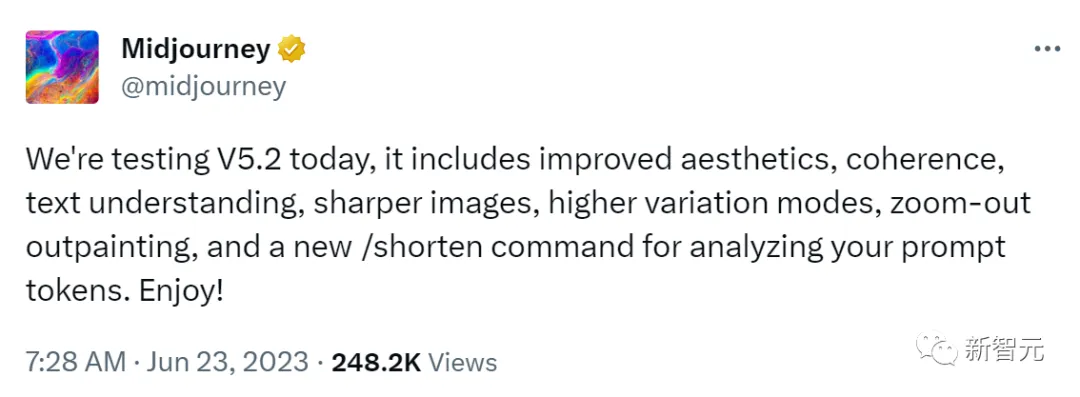 Midjourney
@midjourney
We're testing V5.2 today, it includes improved aesthetics, coherence,
text understanding, sharper images, higher variation modes, zoom-out
outpainting, and a new /shorten command for analyzing your prompt
tokens. Enjoy!
7:28 AM · Jun 23, 2023 · 248.2K Views
新智元